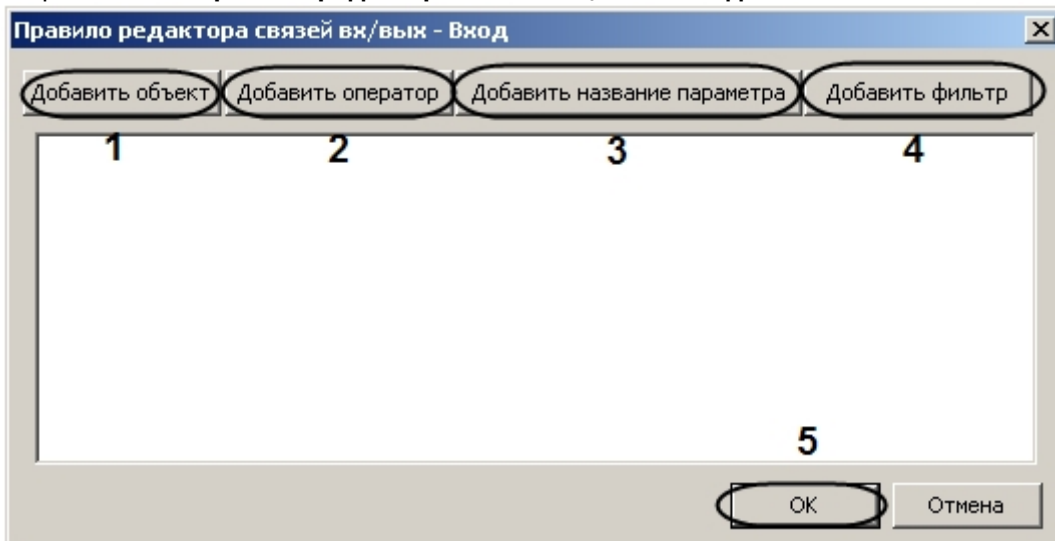 Правило редактора связей вх/вых - Вход
Добавить объект Добавить оператор Добавить название параметра Добавить фильтр
1 2 3 4
5
OK Отмена